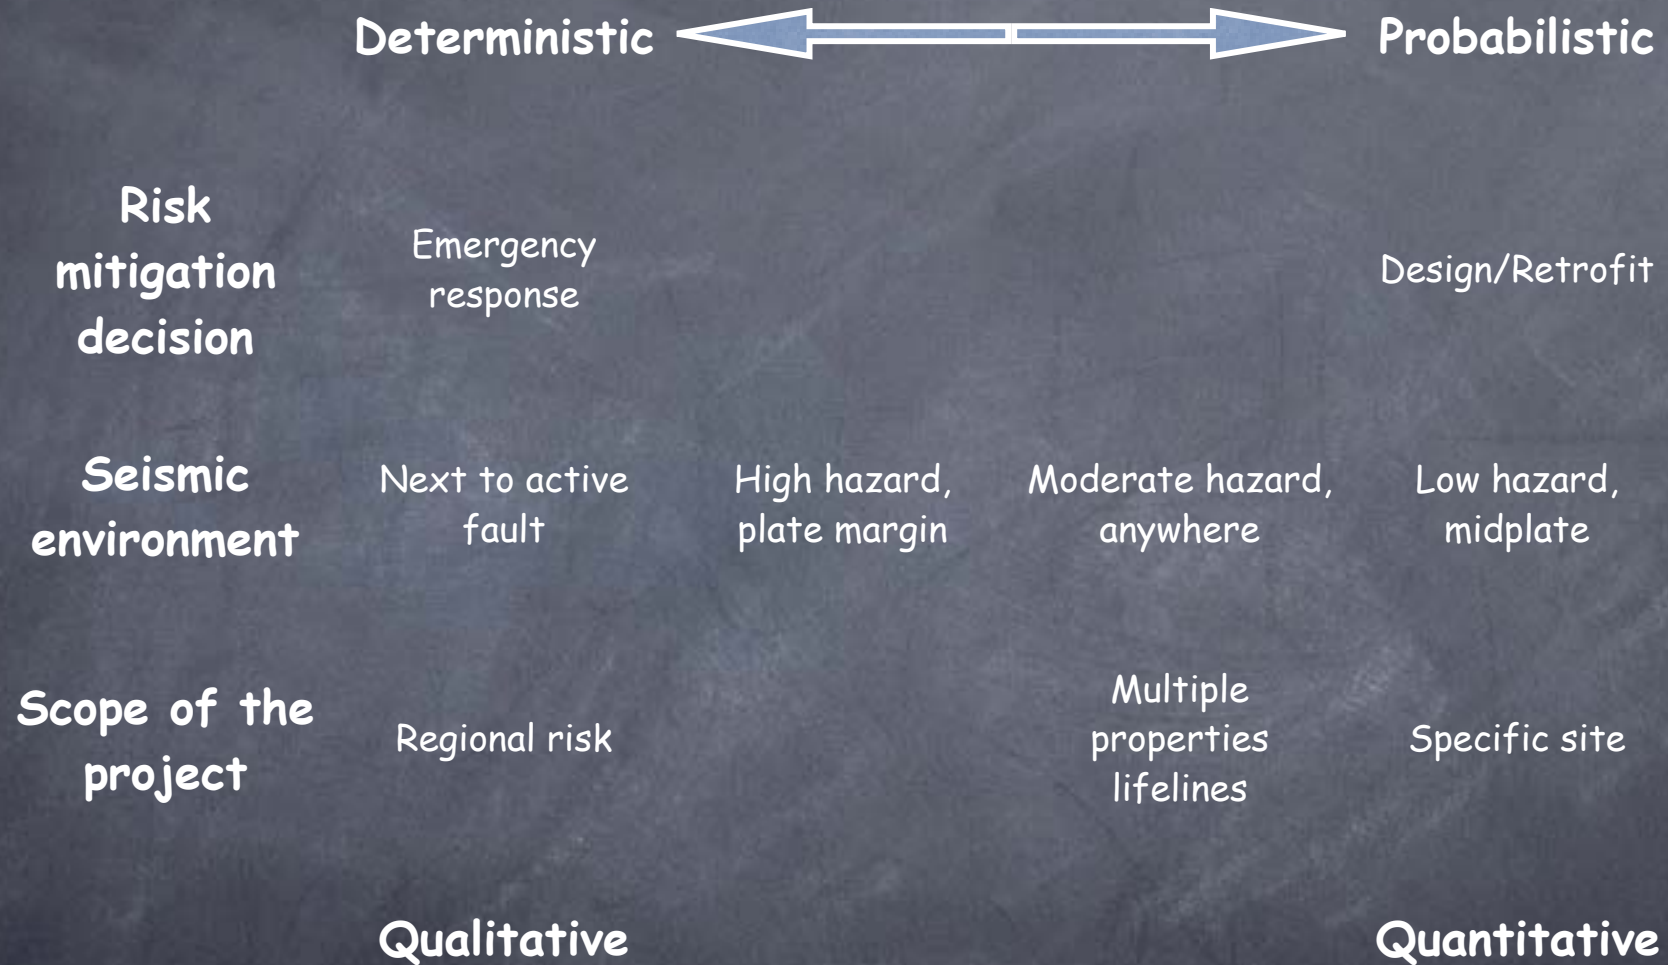 Deterministic Probabilistic
Risk
mitigation
decision
Emergency
response
Design/Retrofit
Seismic
environment
Next to active
fault
High hazard,
plate margin
Moderate hazard,
anywhere
Low hazard,
midplate
Scope of the
project
Regional risk
Multiple
properties
lifelines
Specific site
Qualitative Quantitative